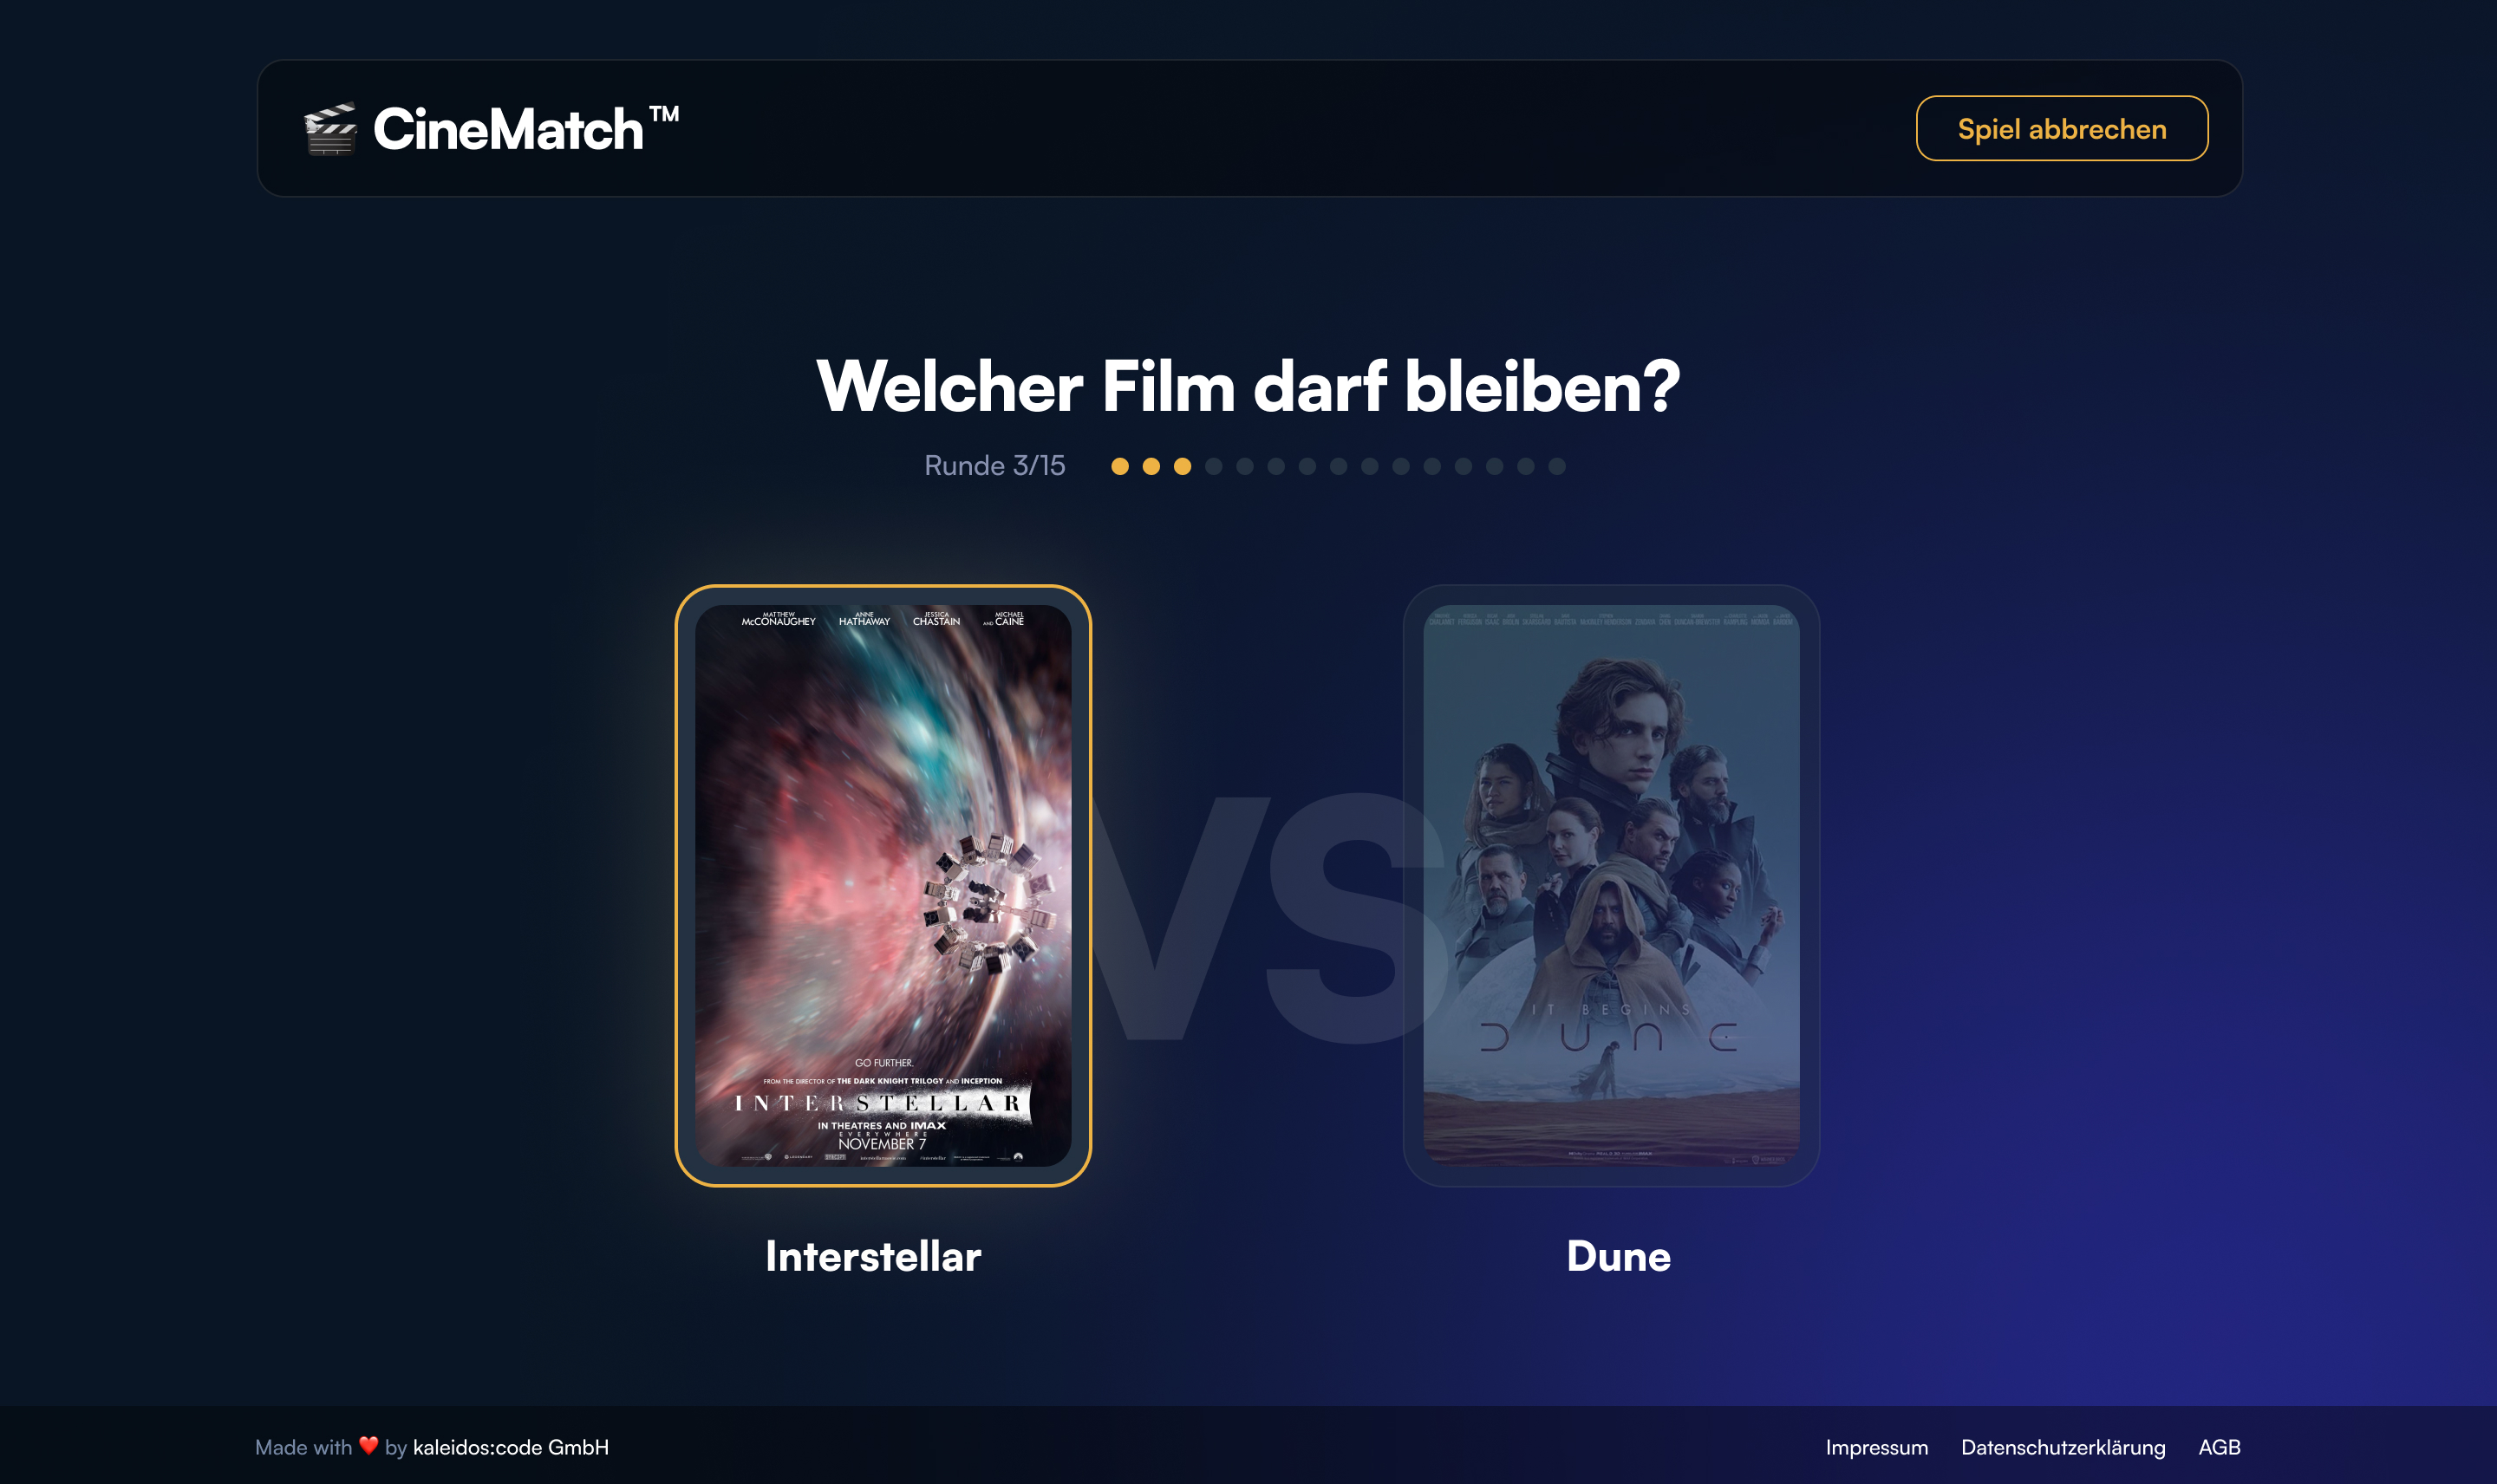 CineMatch™
Spiel abbrechen
Welcher Film darf bleiben?
Runde 3/15
VS
MATTHEW McCONAUGHEY ANNE HATHAWAY JESSICA CHASTAIN AND MICHAEL CAINE
GO FURTHER.
FROM THE DIRECTOR OF THE DARK KNIGHT TRILOGY AND INCEPTION
INTERSTELLAR
IN THEATRES AND IMAX
EVERYWHERE
NOVEMBER 7
IT BEGINS
DUNE
Interstellar
Dune
Made with ❤️ by kaleidos:code GmbH
Impressum Datenschutzerklärung AGB